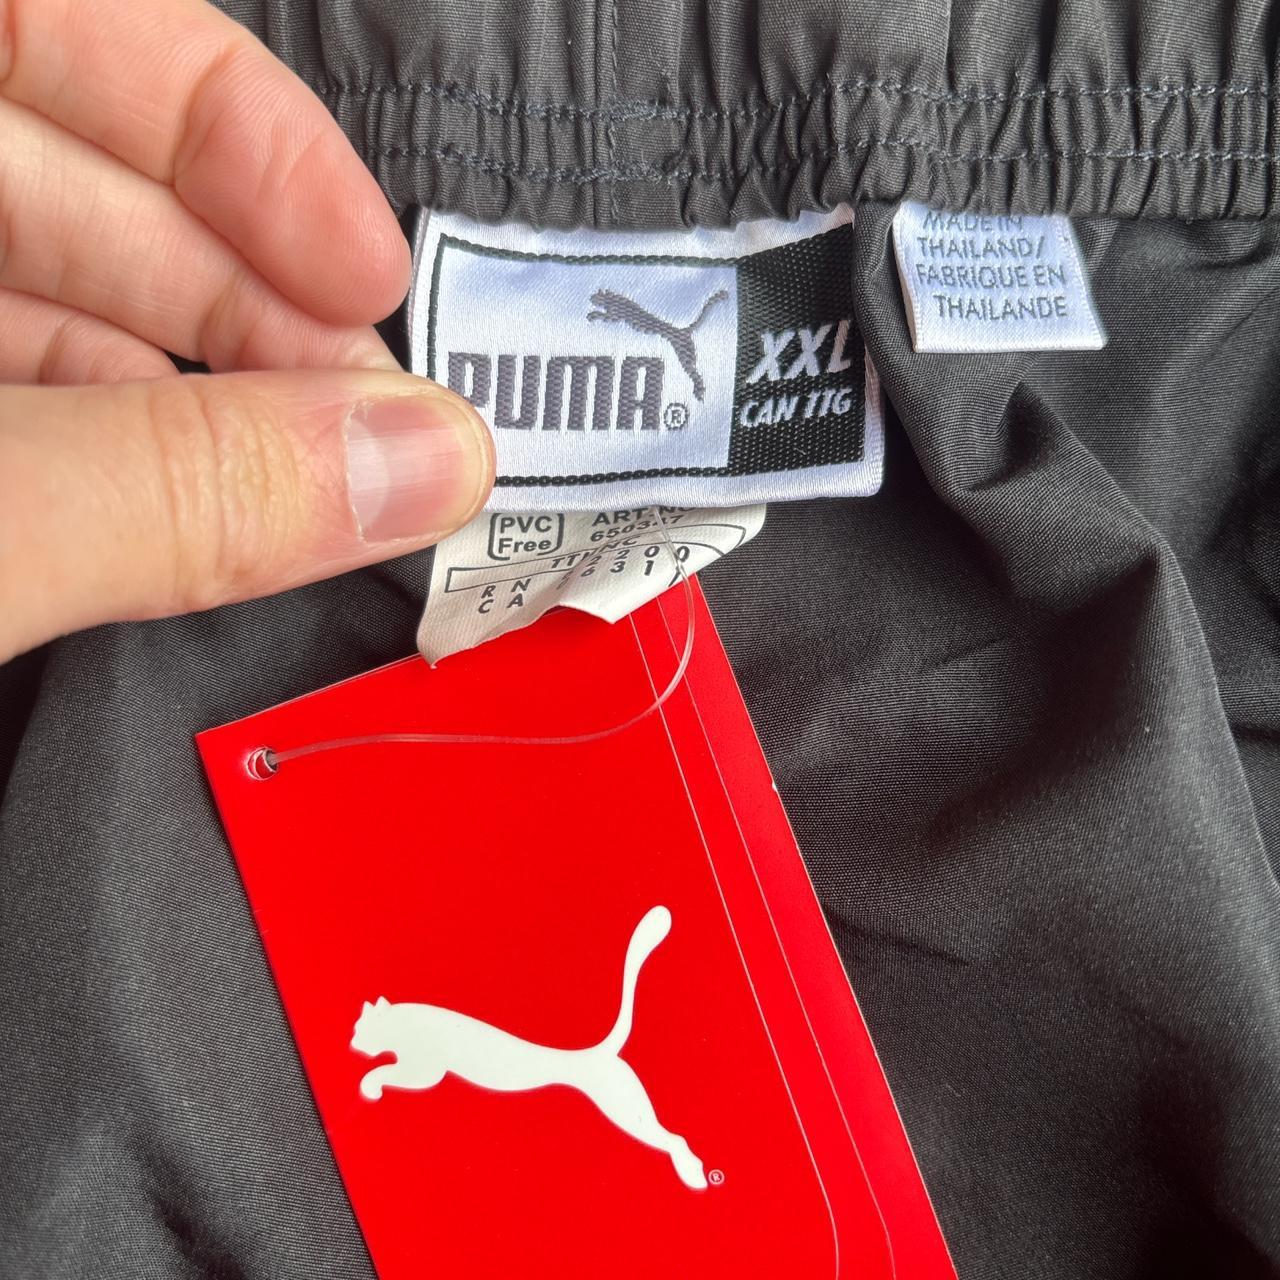 PUMA®
XXL
CAN TTG
MADE IN
THAILAND/
FABRIQUE EN
THAILANDE
PVC
Free
R N
C A
®